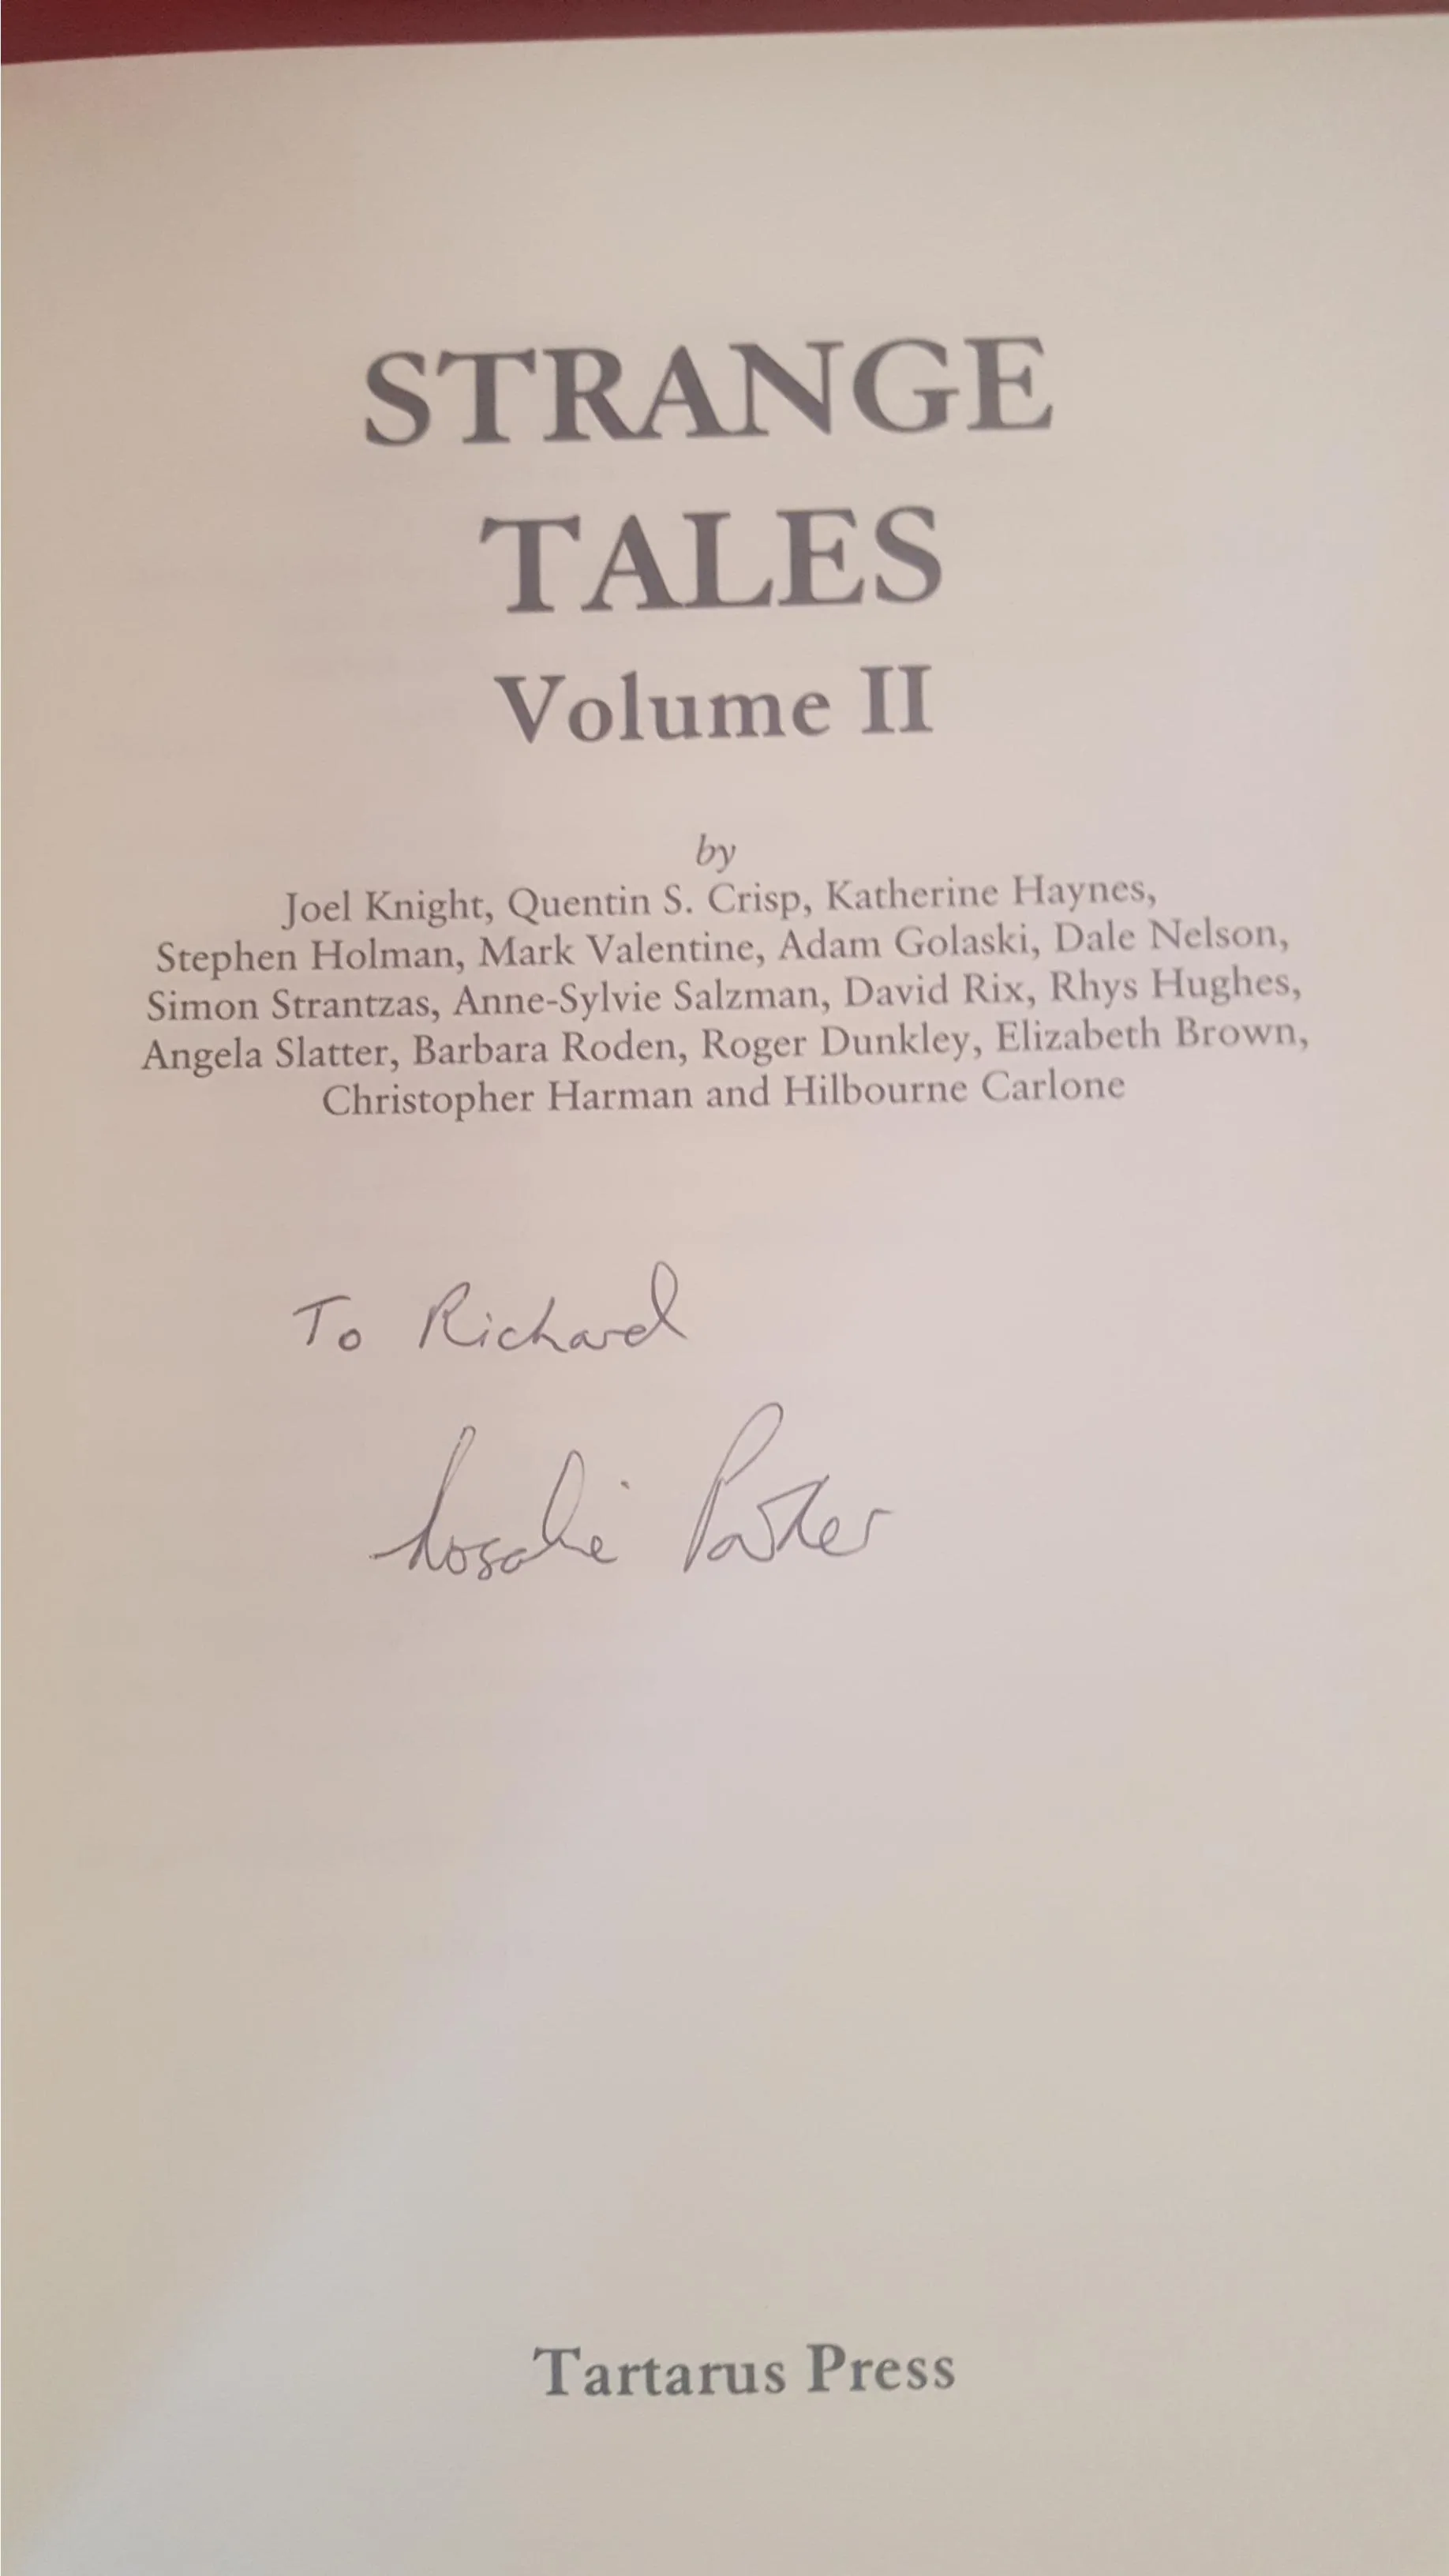 STRANGE
TALES
Volume II
by
Joel Knight, Quentin S. Crisp, Katherine Haynes,
Stephen Holman, Mark Valentine, Adam Golaski, Dale Nelson,
Simon Strantzas, Anne-Sylvie Salzman, David Rix, Rhys Hughes,
Angela Slatter, Barbara Roden, Roger Dunkley, Elizabeth Brown,
Christopher Harman and Hilbourne Carlone
To Richard
Rosalie Parker
Tartarus Press